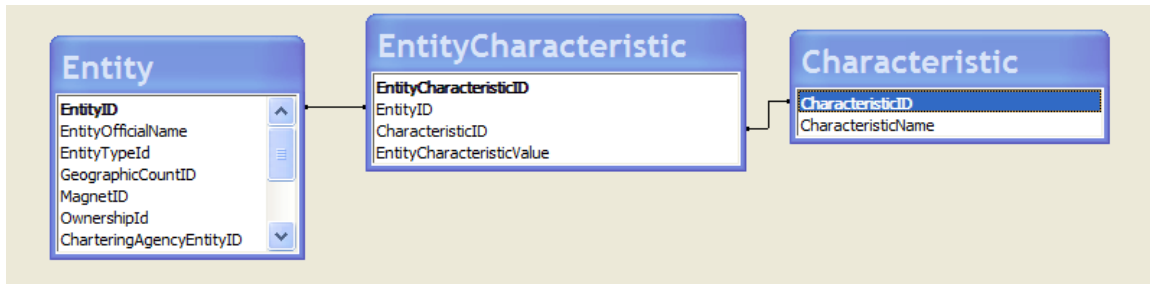 Entity
EntityID
EntityOfficialName
EntityTypeId
GeographicCountID
MagnetID
OwnershipId
CharteringAgencyEntityID
EntityCharacteristic
EntityCharacteristicID
EntityID
CharacteristicID
EntityCharacteristicValue
Characteristic
CharacteristicID
CharacteristicName